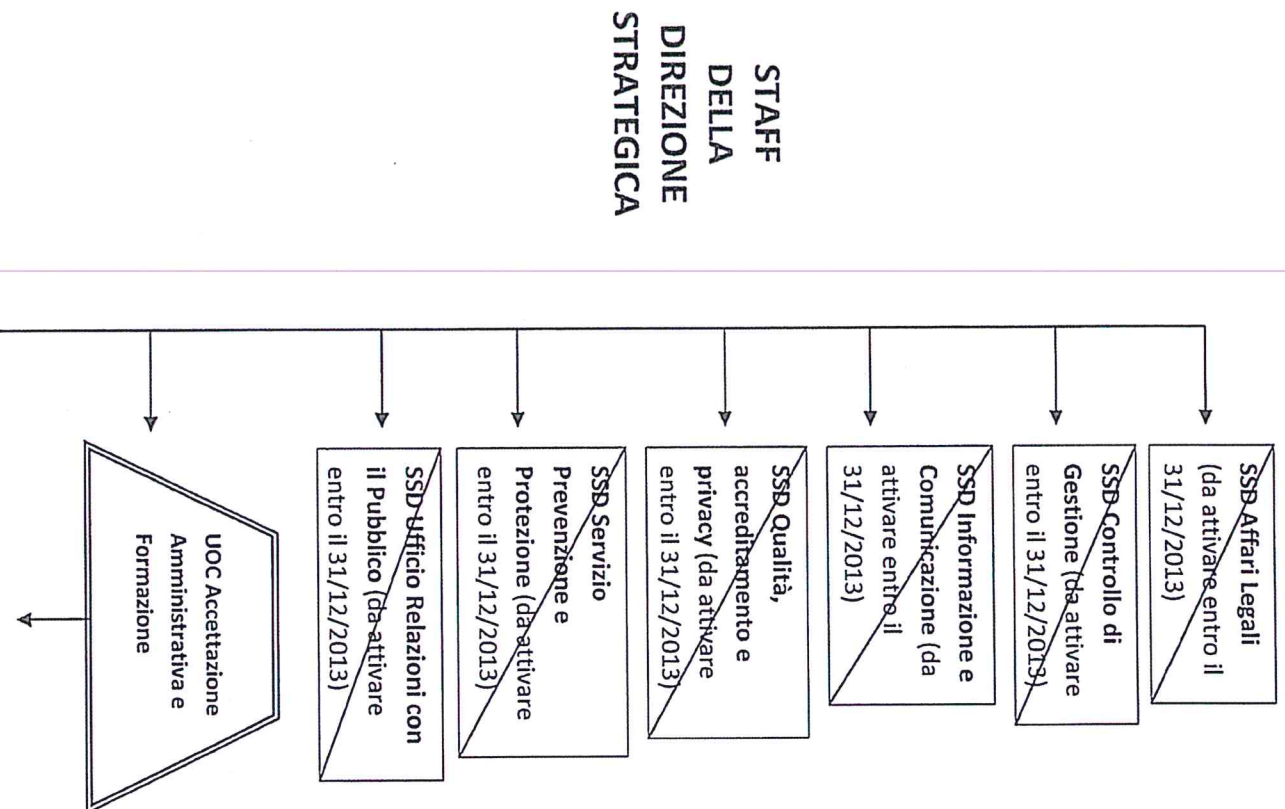 STAFF
DELLA
DIREZIONE
STRATEGICA
SSD Affari Legali
(da attivare entro il
31/12/2013)
SSD Controllo di
Gestione (da attivare
entro il 31/12/2013)
SSD Informazione e
Comunicazione (da
attivare entro il
31/12/2013)
SSD Qualità,
accreditamento e
privacy (da attivare
entro il 31/12/2013)
SSD Servizio
Prevenzione e
Protezione (da attivare
entro il 31/12/2013)
SSD Ufficio Relazioni con
il Pubblico (da attivare
entro il 31/12/2013)
UOC Accettazione
Amministrativa e
Formazione